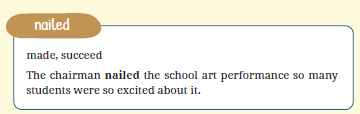 nailed
made, succeed
The chairman nailed the school art performance so many
students were so excited about it.